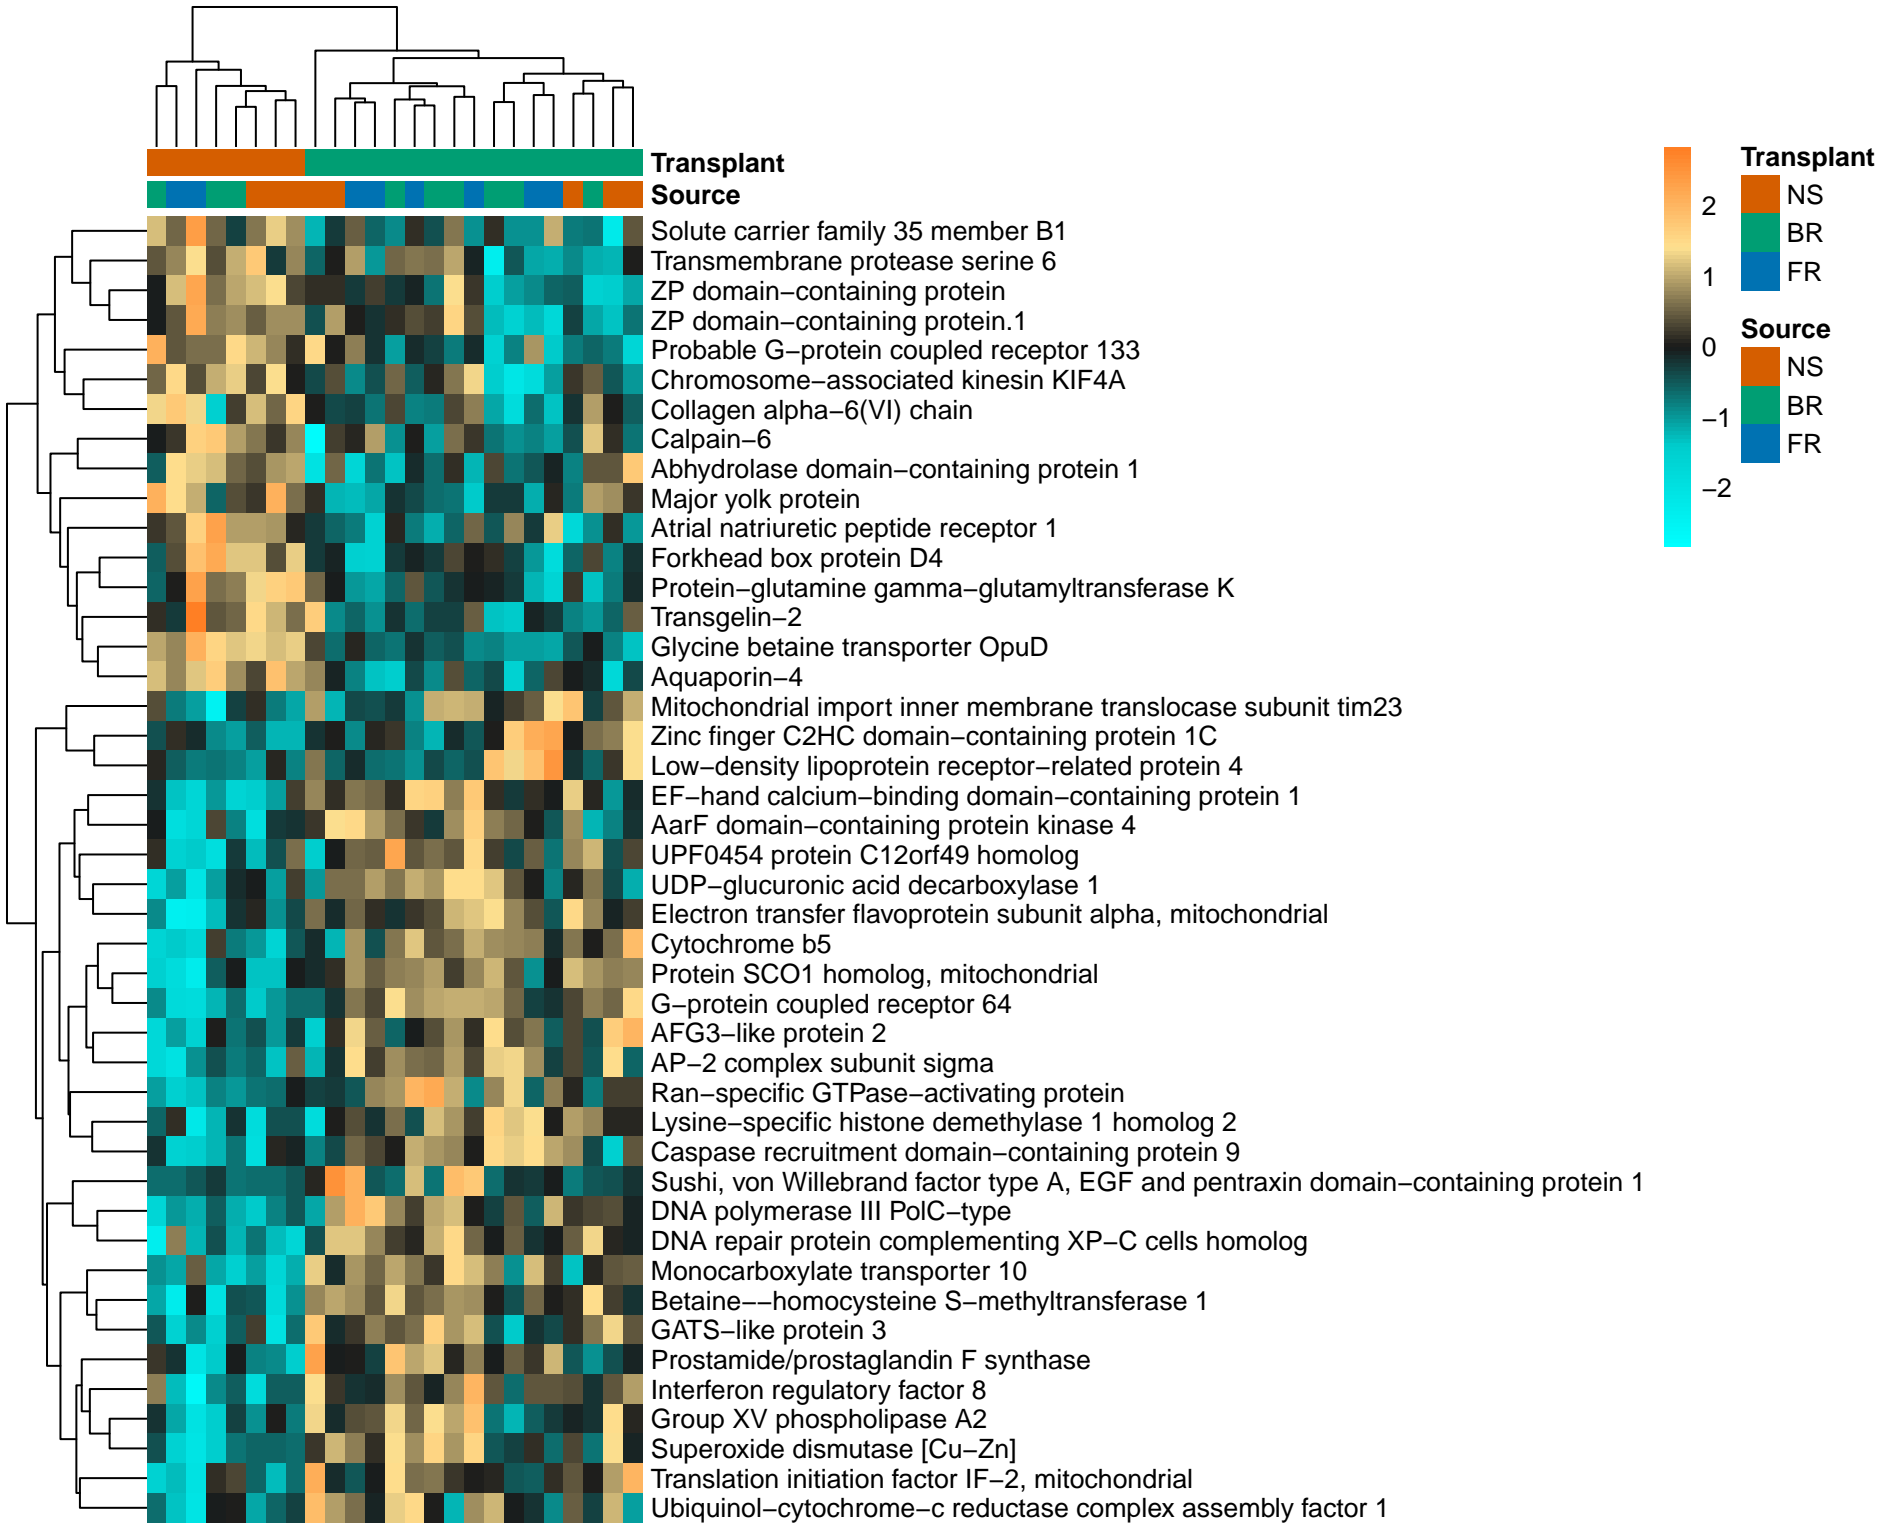 Transplant
Source
Solute carrier family 35 member B1
Transmembrane protease serine 6
ZP domain−containing protein
ZP domain−containing protein.1
Probable G−protein coupled receptor 133
Chromosome−associated kinesin KIF4A
Collagen alpha−6(VI) chain
Calpain−6
Abhydrolase domain−containing protein 1
Major yolk protein
Atrial natriuretic peptide receptor 1
Forkhead box protein D4
Protein−glutamine gamma−glutamyltransferase K
Transgelin−2
Glycine betaine transporter OpuD
Aquaporin−4
Mitochondrial import inner membrane translocase subunit tim23
Zinc finger C2HC domain−containing protein 1C
Low−density lipoprotein receptor−related protein 4
EF−hand calcium−binding domain−containing protein 1
AarF domain−containing protein kinase 4
UPF0454 protein C12orf49 homolog
UDP−glucuronic acid decarboxylase 1
Electron transfer flavoprotein subunit alpha, mitochondrial
Cytochrome b5
Protein SCO1 homolog, mitochondrial
G−protein coupled receptor 64
AFG3−like protein 2
AP−2 complex subunit sigma
Ran−specific GTPase−activating protein
Lysine−specific histone demethylase 1 homolog 2
Caspase recruitment domain−containing protein 9
Sushi, von Willebrand factor type A, EGF and pentraxin domain−containing protein 1
DNA polymerase III PolC−type
DNA repair protein complementing XP−C cells homolog
Monocarboxylate transporter 10
Betaine−−homocysteine S−methyltransferase 1
GATS−like protein 3
Prostamide/prostaglandin F synthase
Interferon regulatory factor 8
Group XV phospholipase A2
Superoxide dismutase [Cu−Zn]
Translation initiation factor IF−2, mitochondrial
Ubiquinol−cytochrome−c reductase complex assembly factor 1
2
1
0
−1
−2
Transplant
NS
BR
FR
Source
NS
BR
FR